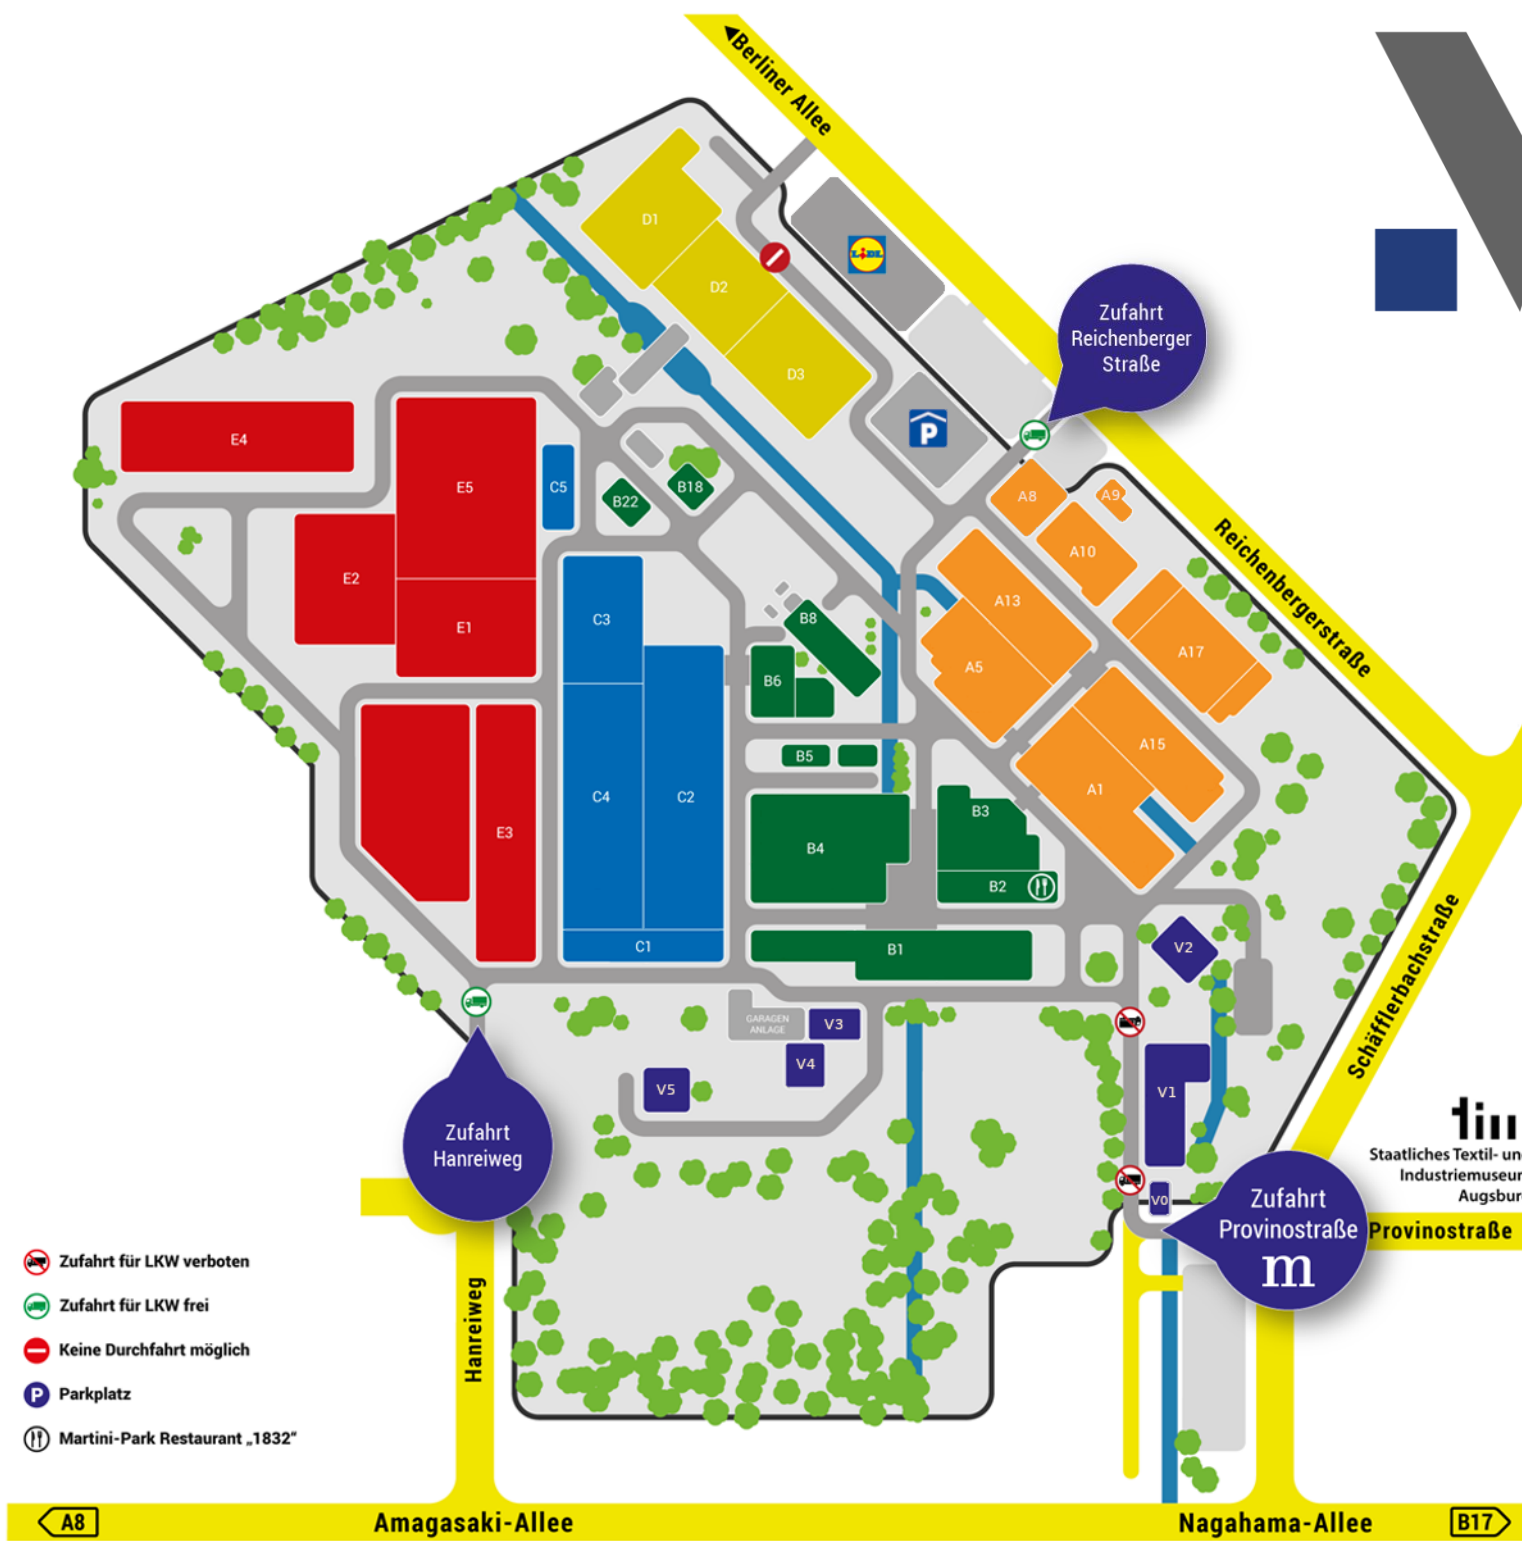 Berliner Allee
D1
LIDL
D2
Zufahrt
Reichenberger
Straße
D3
P
E4
E5
C5
B22
B18
A8
A9
A10
Reichenbergerstraße
E2
A13
E1
C3
B8
A17
A5
B6
A15
B5
C4
C2
A1
B3
E3
B4
B2
C1
B1
V2
Schäfflerbachstraße
GARAGEN
ANLAGE
V3
V4
V5
V1
tim
Staatliches Textil- un
Industriemuseur
Augsbur
Zufahrt
Hanreiweg
V0
Zufahrt
Provinostraße
m
Provinostraße
Zufahrt für LKW verboten
Zufahrt für LKW frei
Keine Durchfahrt möglich
P Parkplatz
Martini-Park Restaurant „1832“
Hanreiweg
A8
Amagasaki-Allee
Nagahama-Allee
B17